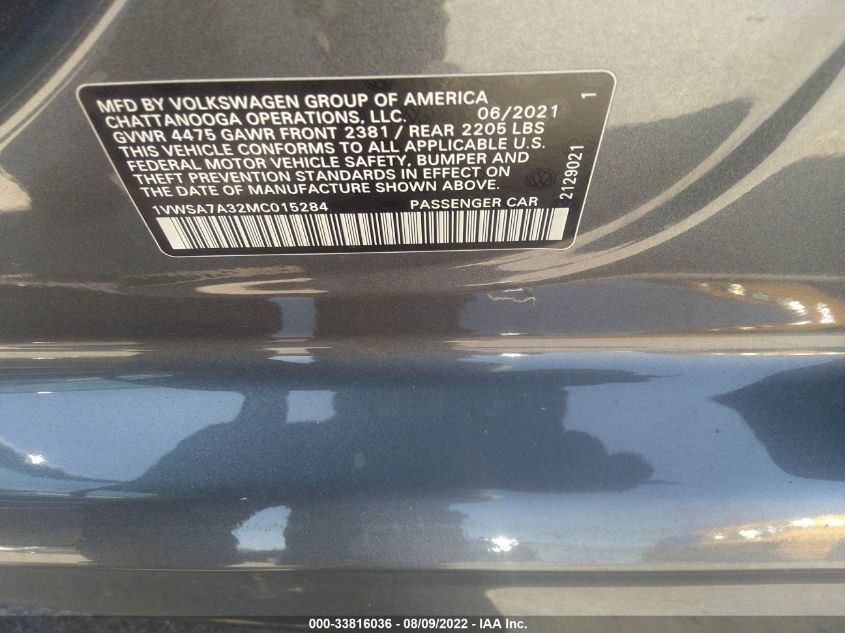 MFD BY VOLKSWAGEN GROUP OF AMERICA
CHATTANOOGA OPERATIONS, LLC. 06/2021 1
GVWR 4475 GAWR FRONT 2381 / REAR 2205 LBS
THIS VEHICLE CONFORMS TO ALL APPLICABLE U.S.
FEDERAL MOTOR VEHICLE SAFETY, BUMPER AND
THEFT PREVENTION STANDARDS IN EFFECT ON
THE DATE OF MANUFACTURE SHOWN ABOVE.
1VWSA7A32MC015284 PASSENGER CAR
2129021
000-33816036 - 08/09/2022 - IAA Inc.